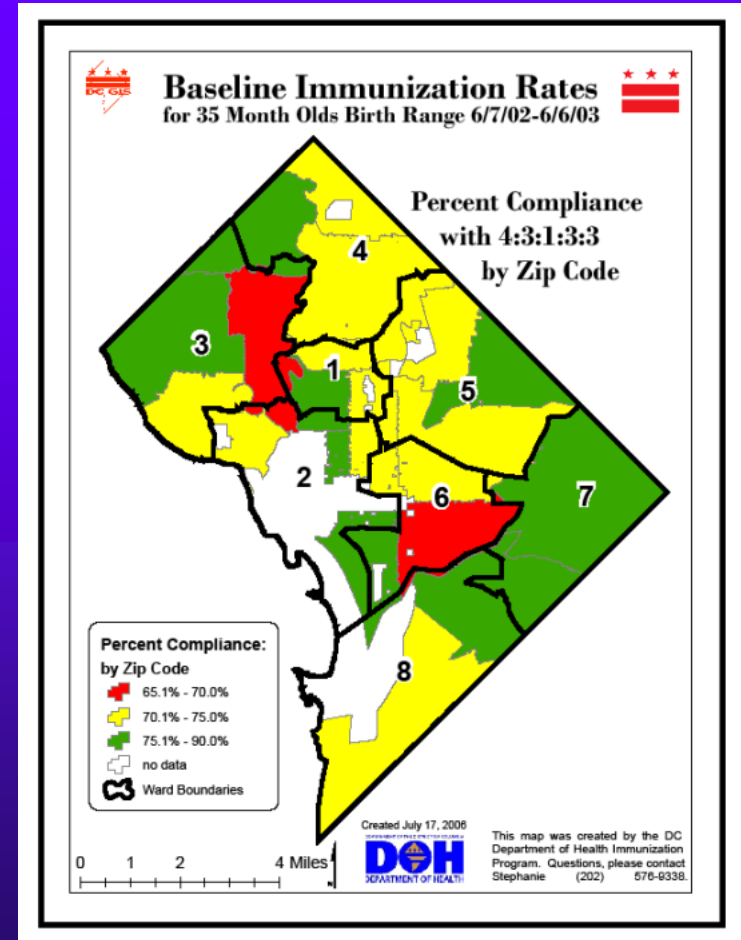 DC GIS
Baseline Immunization Rates
for 35 Month Olds Birth Range 6/7/02-6/6/03
Percent Compliance
with 4:3:1:3:3
by Zip Code
4
3
1
5
2
6
7
8
Percent Compliance:
by Zip Code
65.1% - 70.0%
70.1% - 75.0%
75.1% - 90.0%
no data
Ward Boundaries
0 1 2 4 Miles
Created July 17, 2006
DOH
DEPARTMENT OF HEALTH
This map was created by the DC
Department of Health Immunization
Program. Questions, please contact
Stephanie (202) 576-9338.